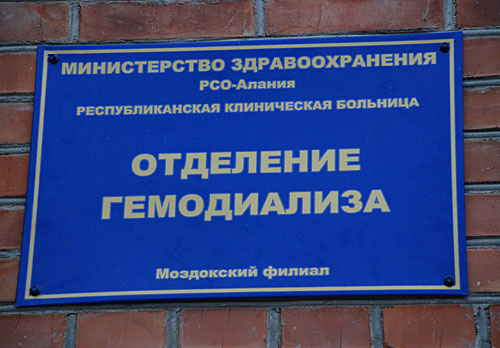 МИНИСТЕРСТВО ЗДРАВООХРАНЕНИЯ
РСО-Алания
РЕСПУБЛИКАНСКАЯ КЛИНИЧЕСКАЯ БОЛЬНИЦА
ОТДЕЛЕНИЕ
ГЕМОДИАЛИЗА
Моздокский филиал